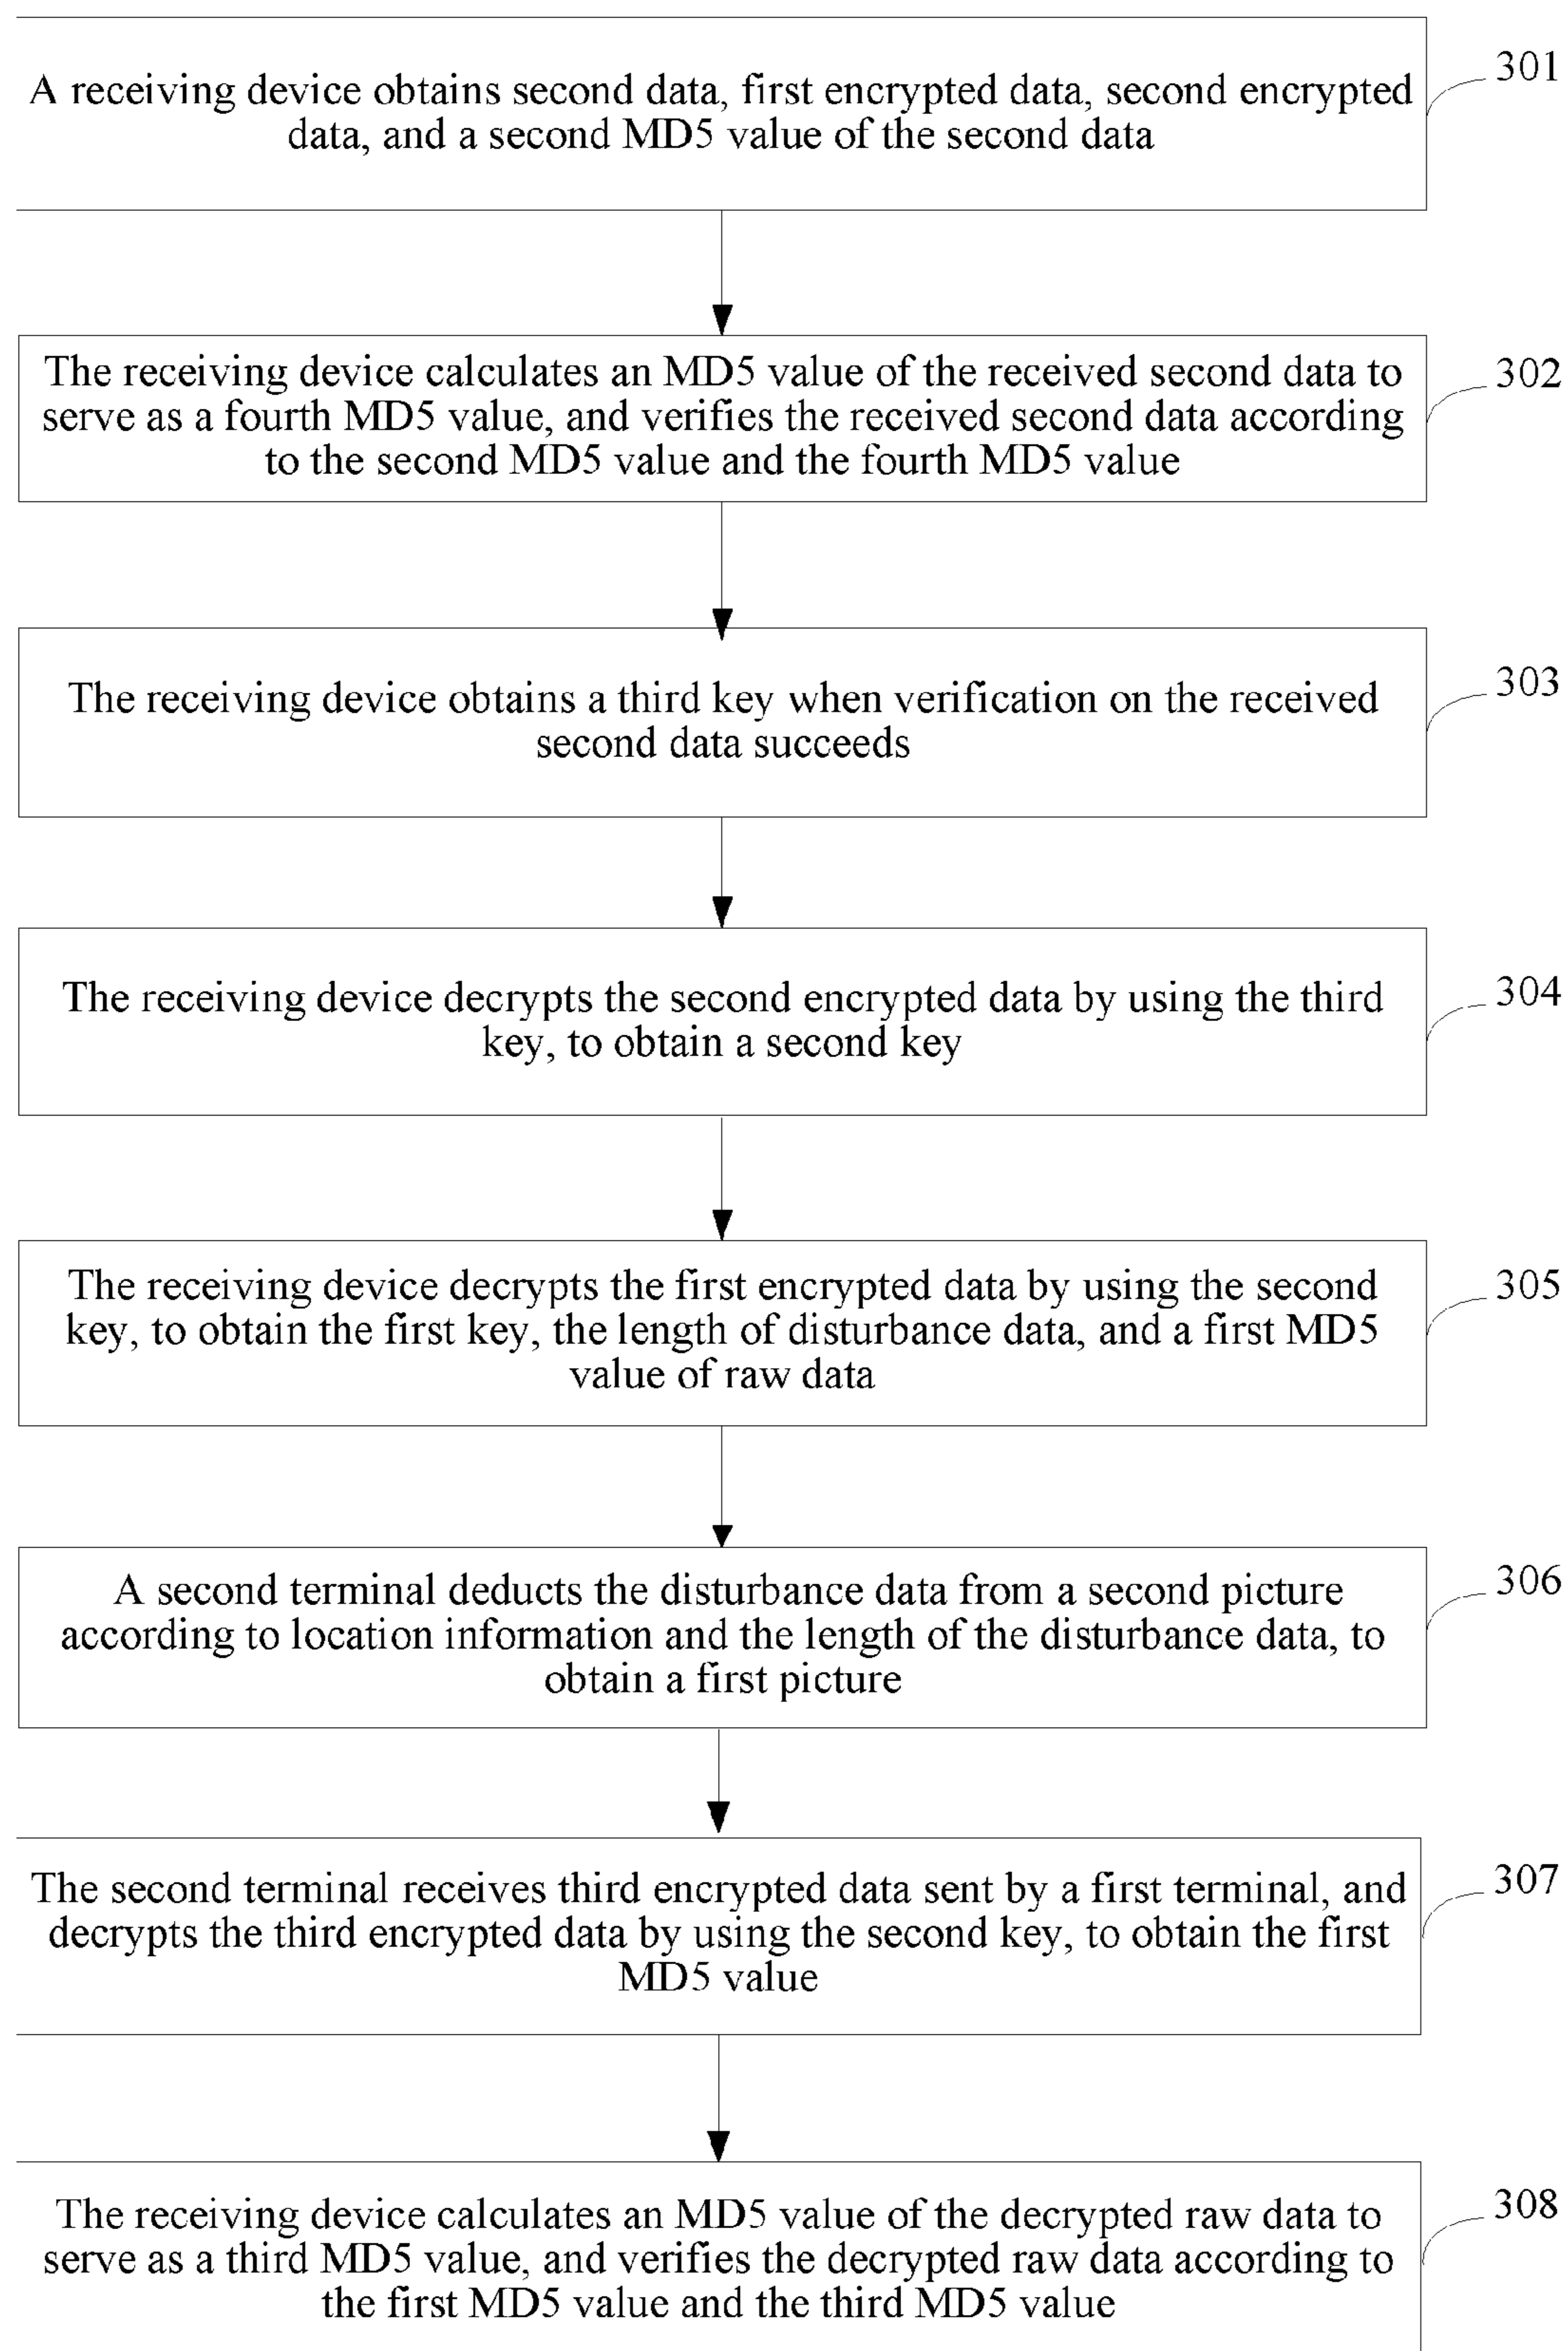 A receiving device obtains second data, first encrypted data, second encrypted
data, and a second MD5 value of the second data
301
The receiving device calculates an MD5 value of the received second data to
serve as a fourth MD5 value, and verifies the received second data according
to the second MD5 value and the fourth MD5 value
302
The receiving device obtains a third key when verification on the received
second data succeeds
303
The receiving device decrypts the second encrypted data by using the third
key, to obtain a second key
304
The receiving device decrypts the first encrypted data by using the second
key, to obtain the first key, the length of disturbance data, and a first MD5
value of raw data
305
A second terminal deducts the disturbance data from a second picture
according to location information and the length of the disturbance data, to
obtain a first picture
306
The second terminal receives third encrypted data sent by a first terminal, and
decrypts the third encrypted data by using the second key, to obtain the first
MD5 value
307
The receiving device calculates an MD5 value of the decrypted raw data to
serve as a third MD5 value, and verifies the decrypted raw data according to
the first MD5 value and the third MD5 value
308